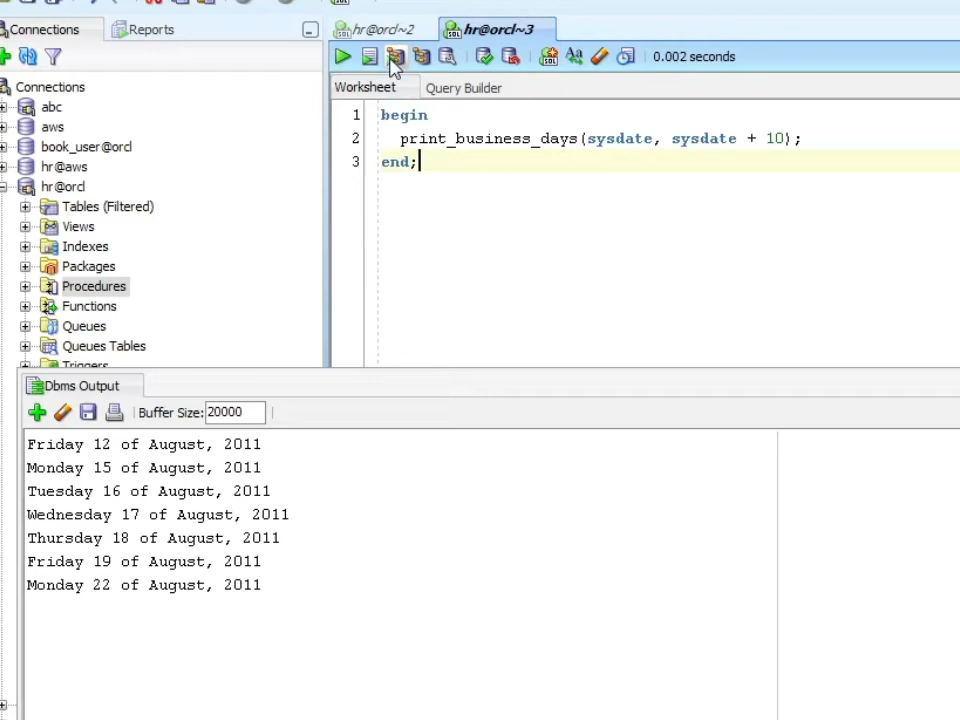 Connections
Reports
hr@orcl~2
hr@orcl~3
0.002 seconds
Connections
abc
aws
book_user@orcl
hr@aws
hr@orcl
Tables (Filtered)
Views
Indexes
Packages
Procedures
Functions
Queues
Queues Tables
Triggers
Worksheet
Query Builder
1 begin
2 print_business_days(sysdate, sysdate + 10);
3 end;
Dbms Output
Buffer Size: 20000
Friday 12 of August, 2011
Monday 15 of August, 2011
Tuesday 16 of August, 2011
Wednesday 17 of August, 2011
Thursday 18 of August, 2011
Friday 19 of August, 2011
Monday 22 of August, 2011